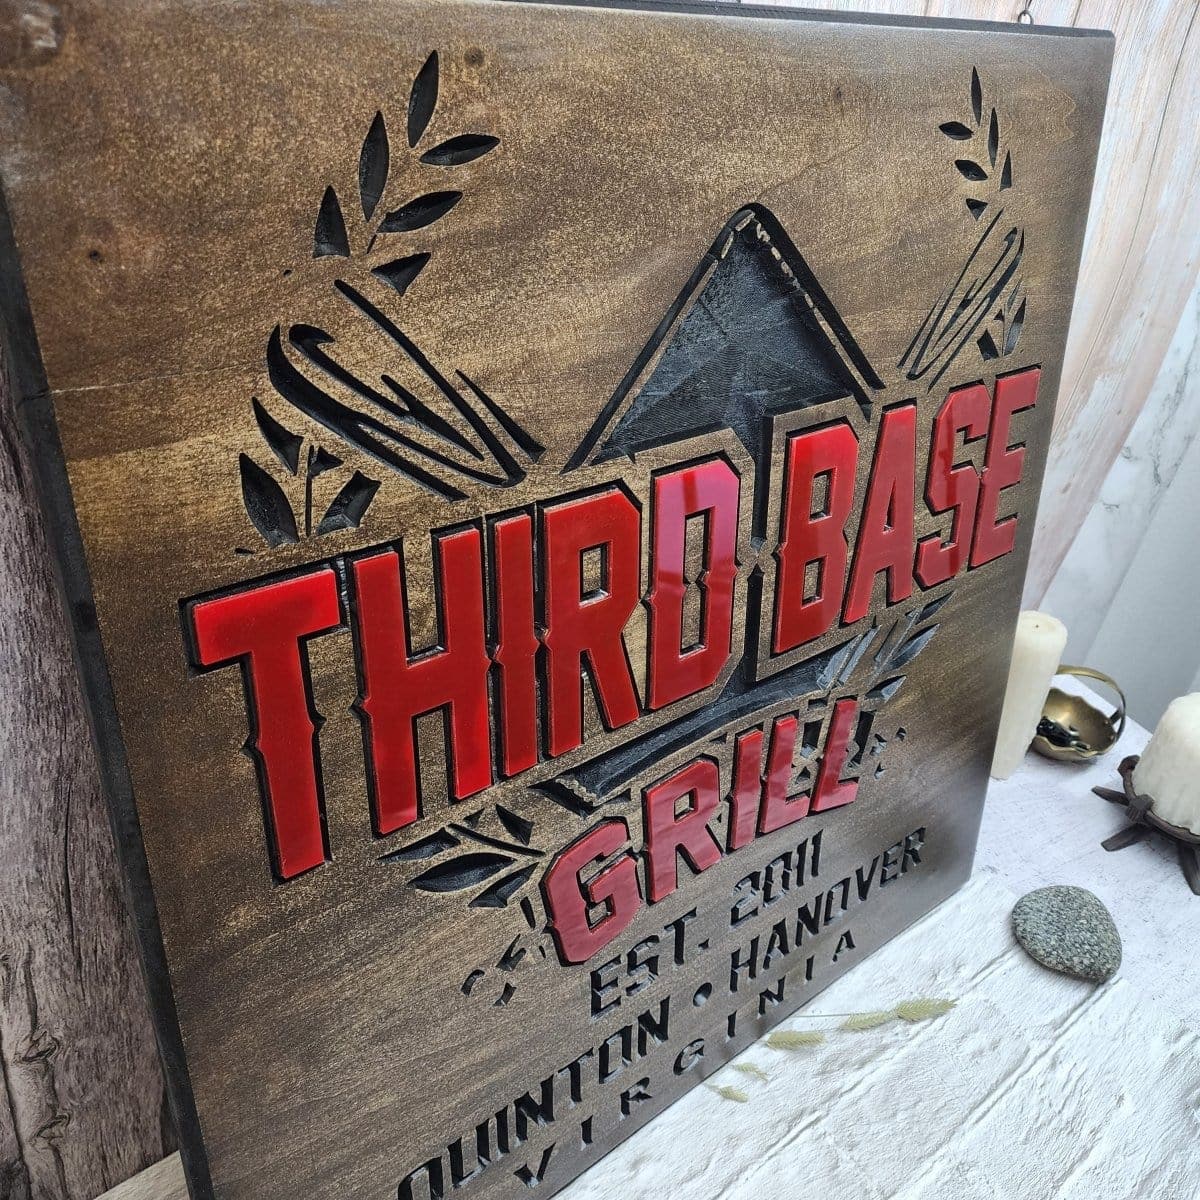 THIRD BASE
GRILL
EST. 2011
QUINTON • HANOVER
VIRGINIA